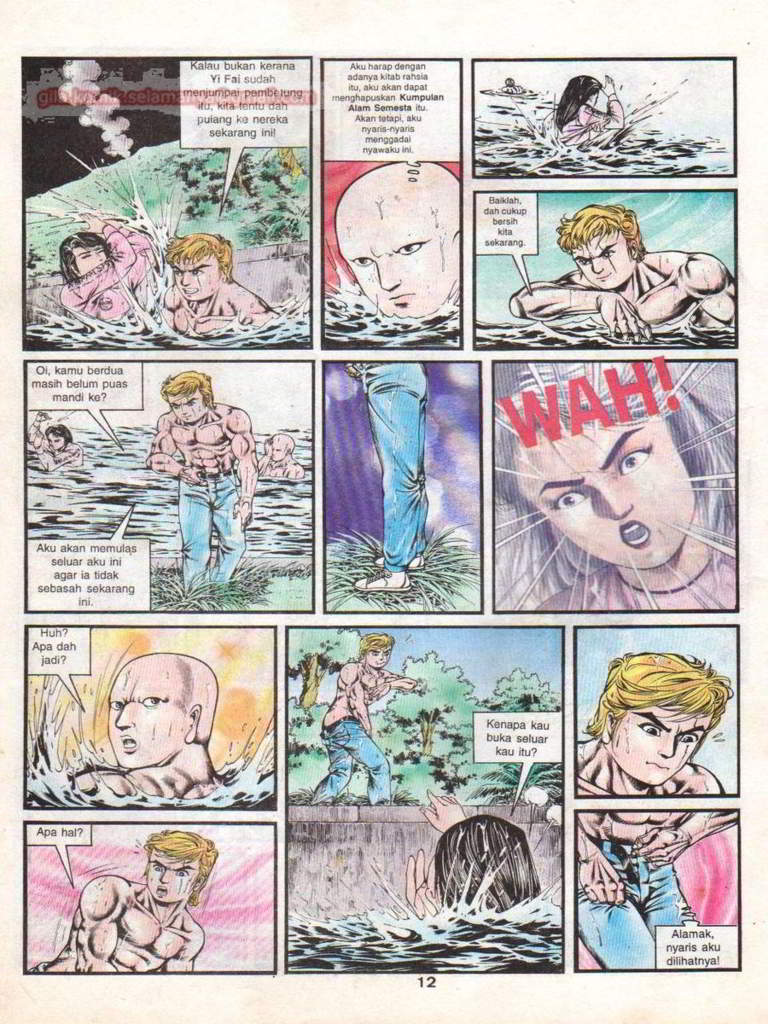 Kalau bukan kerana
Yi Fai sudah
menjumpai pembetung
itu, kita tentu dah
pulang ke nereka
sekarang ini!
Aku harap dengan
adanya kitab rahsia
itu, aku akan dapat
menghapuskan Kumpulan
Alam Semesta itu.
Akan tetapi, aku
nyaris-nyaris
menggadai
nyawaku ini.
Baiklah,
dah cukup
bersih
kita
sekarang.
Oi, kamu berdua
masih belum puas
mandi ke?
Aku akan memulas
seluar aku ini
agar ia tidak
sebasah sekarang
ini.
WAH!
Huh?
Apa dah
jadi?
Apa hal?
Kenapa kau
buka seluar
kau itu?
Alamak,
nyaris aku
dilihatnya!
12